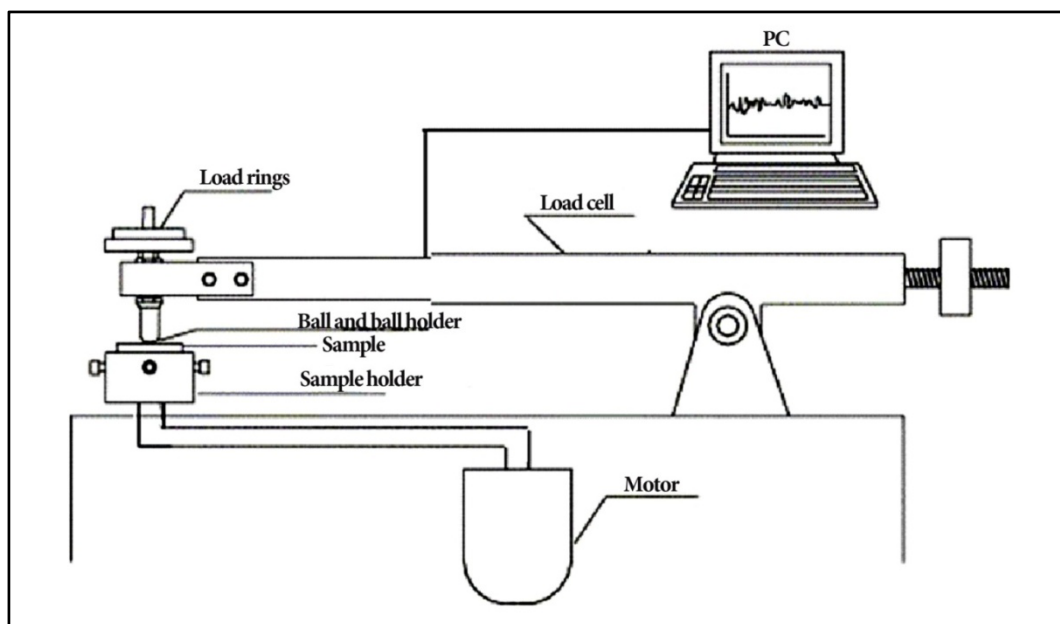 PC
Load rings
Load cell
Ball and ball holder
Sample
Sample holder
Motor